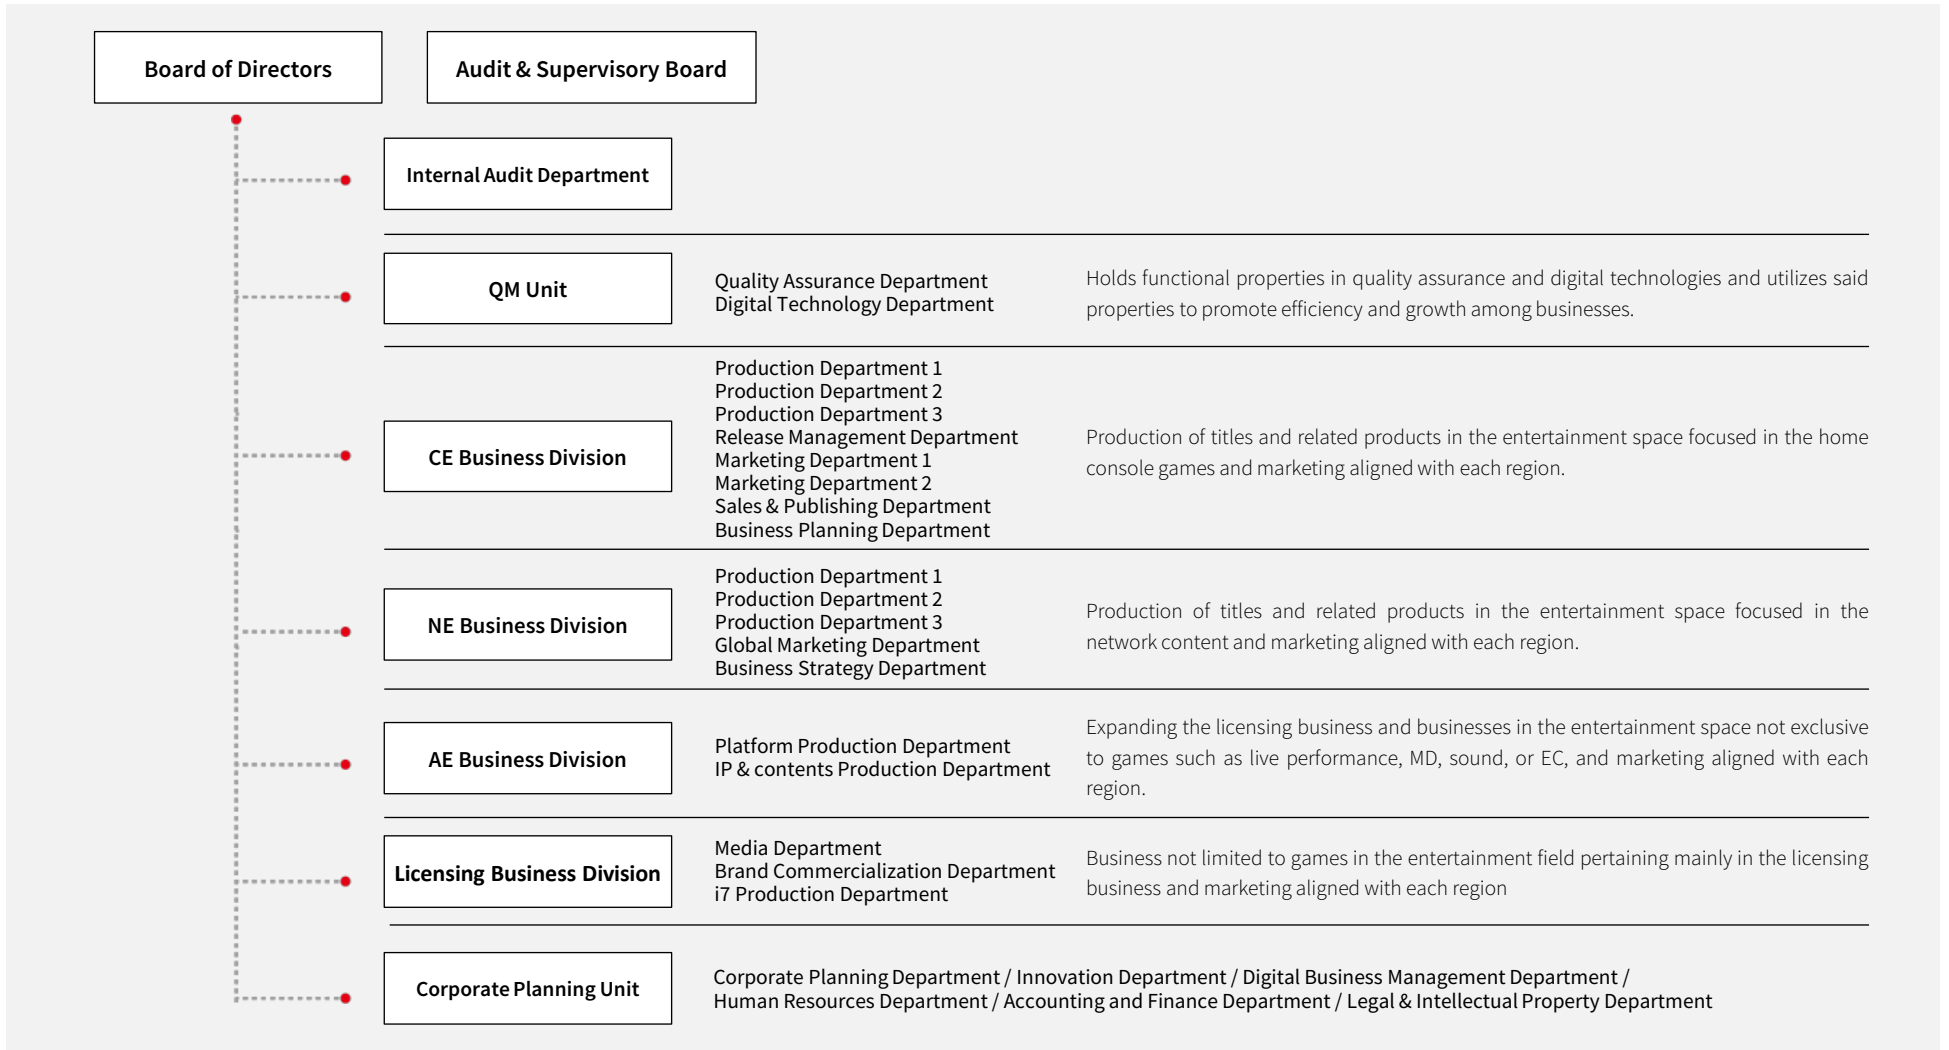 Board of Directors
Audit & Supervisory Board
Internal Audit Department
QM Unit
Quality Assurance Department
Digital Technology Department
Holds functional properties in quality assurance and digital technologies and utilizes said
properties to promote efficiency and growth among businesses.
CE Business Division
Production Department 1
Production Department 2
Production Department 3
Release Management Department
Marketing Department 1
Marketing Department 2
Sales & Publishing Department
Business Planning Department
Production of titles and related products in the entertainment space focused in the home
console games and marketing aligned with each region.
NE Business Division
Production Department 1
Production Department 2
Production Department 3
Global Marketing Department
Business Strategy Department
Production of titles and related products in the entertainment space focused in the
network content and marketing aligned with each region.
AE Business Division
Platform Production Department
IP & contents Production Department
Expanding the licensing business and businesses in the entertainment space not exclusive
to games such as live performance, MD, sound, or EC, and marketing aligned with each
region.
Licensing Business Division
Media Department
Brand Commercialization Department
i7 Production Department
Business not limited to games in the entertainment field pertaining mainly in the licensing
business and marketing aligned with each region
Corporate Planning Unit
Corporate Planning Department / Innovation Department / Digital Business Management Department /
Human Resources Department / Accounting and Finance Department / Legal & Intellectual Property Department